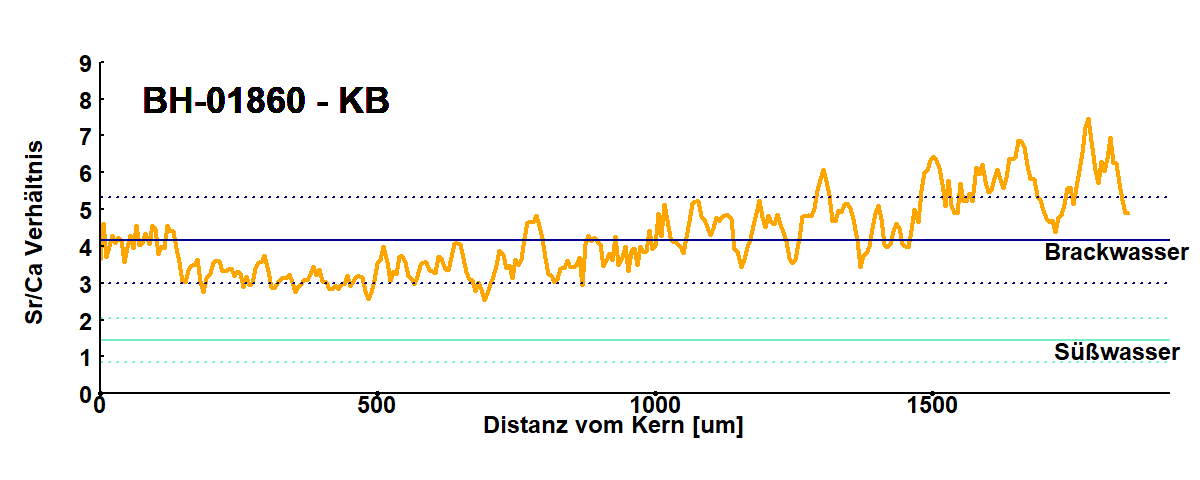 BH-01860 - KB
Sr/Ca Verhältnis
9
8
7
6
5
4
3
2
1
0
Brackwasser
Süßwasser
0 500 1000 1500
Distanz vom Kern [um]